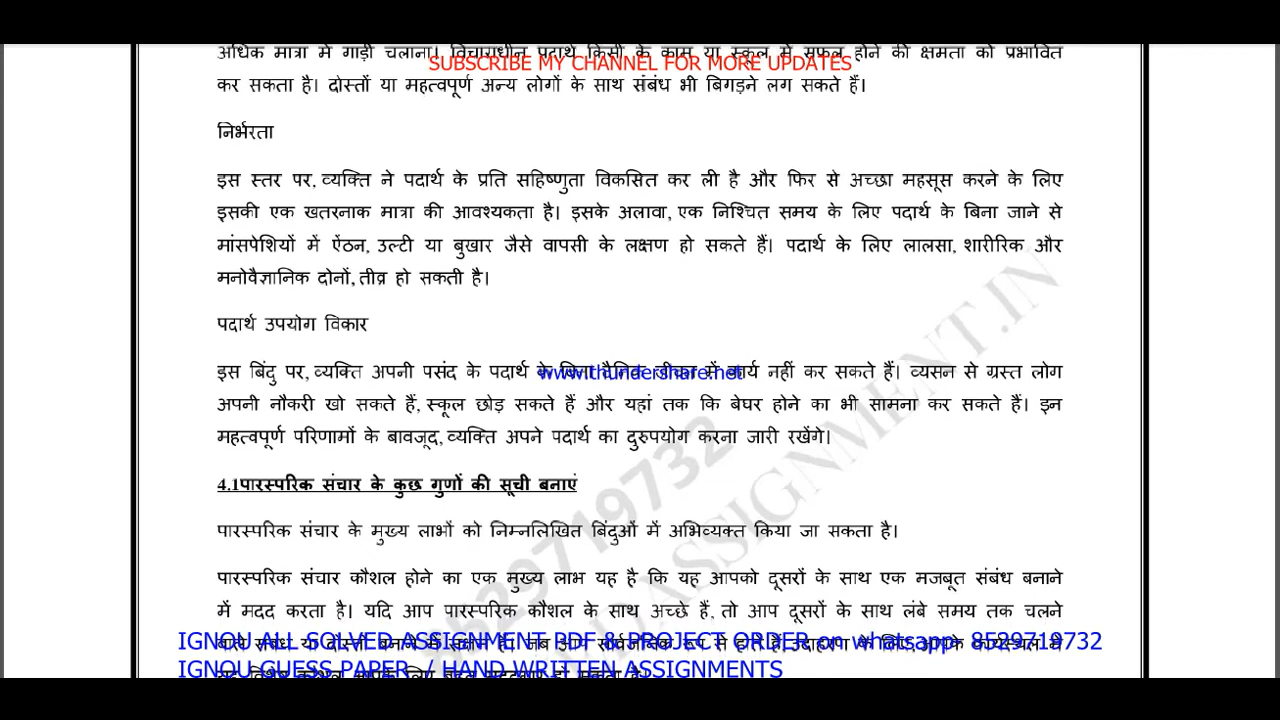 अधिक मात्रा में गाड़ी चलाना। विचाराधीन पदार्थ किसी के काम या स्कूल में सफल होने की क्षमता को प्रभावित
SUBSCRIBE MY CHANNEL FOR MORE UPDATES
कर सकता है। दोस्तों या महत्वपूर्ण अन्य लोगों के साथ संबंध भी बिगड़ने लग सकते हैं।
निर्भरता
इस स्तर पर, व्यक्ति ने पदार्थ के प्रति सहिष्णुता विकसित कर ली है और फिर से अच्छा महसूस करने के लिए
इसकी एक खतरनाक मात्रा की आवश्यकता है। इसके अलावा, एक निश्चित समय के लिए पदार्थ के बिना जाने से
मांसपेशियों में ऐंठन, उल्टी या बुखार जैसे वापसी के लक्षण हो सकते हैं। पदार्थ के लिए लालसा, शारीरिक और
मनोवैज्ञानिक दोनों, तीव्र हो सकती है।
पदार्थ उपयोग विकार
इस बिंदु पर, व्यक्ति अपनी पसंद के पदार्थ के बिना दैनिक जीवन में कार्य नहीं कर सकते हैं। व्यसन से ग्रस्त लोग
www.thundershare.net
अपनी नौकरी खो सकते हैं, स्कूल छोड़ सकते हैं और यहां तक कि बेघर होने का भी सामना कर सकते हैं। इन
महत्वपूर्ण परिणामों के बावजूद, व्यक्ति अपने पदार्थ का दुरुपयोग करना जारी रखेंगे।
4.1पारस्परिक संचार के कुछ गुणों की सूची बनाएं
पारस्परिक संचार के मुख्य लाभों को निम्नलिखित बिंदुओं में अभिव्यक्त किया जा सकता है।
पारस्परिक संचार कौशल होने का एक मुख्य लाभ यह है कि यह आपको दूसरों के साथ एक मजबूत संबंध बनाने
में मदद करता है। यदि आप पारस्परिक कौशल के साथ अच्छे हैं, तो आप दूसरों के साथ लंबे समय तक चलने
IGNOU ALL SOLVED ASSIGNMENT PDF & PROJECT ORDER on whatsapp- 8529719732
IGNOU GUESS PAPER / HAND WRITTEN ASSIGNMENTS
8529719732
ASSIGNMENT.IN